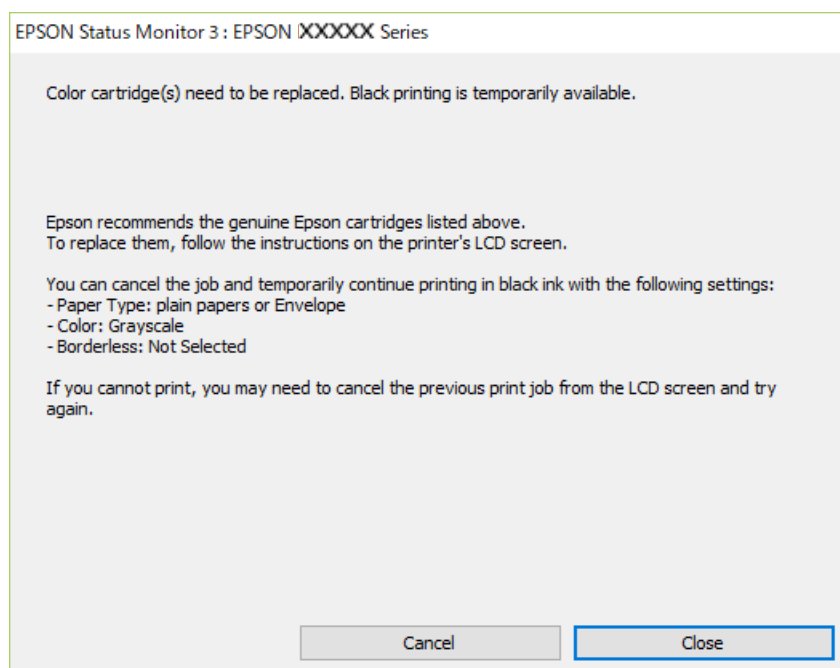 EPSON Status Monitor 3 : EPSON XXXXX Series
Color cartridge(s) need to be replaced. Black printing is temporarily available.
Epson recommends the genuine Epson cartridges listed above.
To replace them, follow the instructions on the printer's LCD screen.
You can cancel the job and temporarily continue printing in black ink with the following settings:
- Paper Type: plain papers or Envelope
- Color: Grayscale
- Borderless: Not Selected
If you cannot print, you may need to cancel the previous print job from the LCD screen and try
again.
Cancel
Close